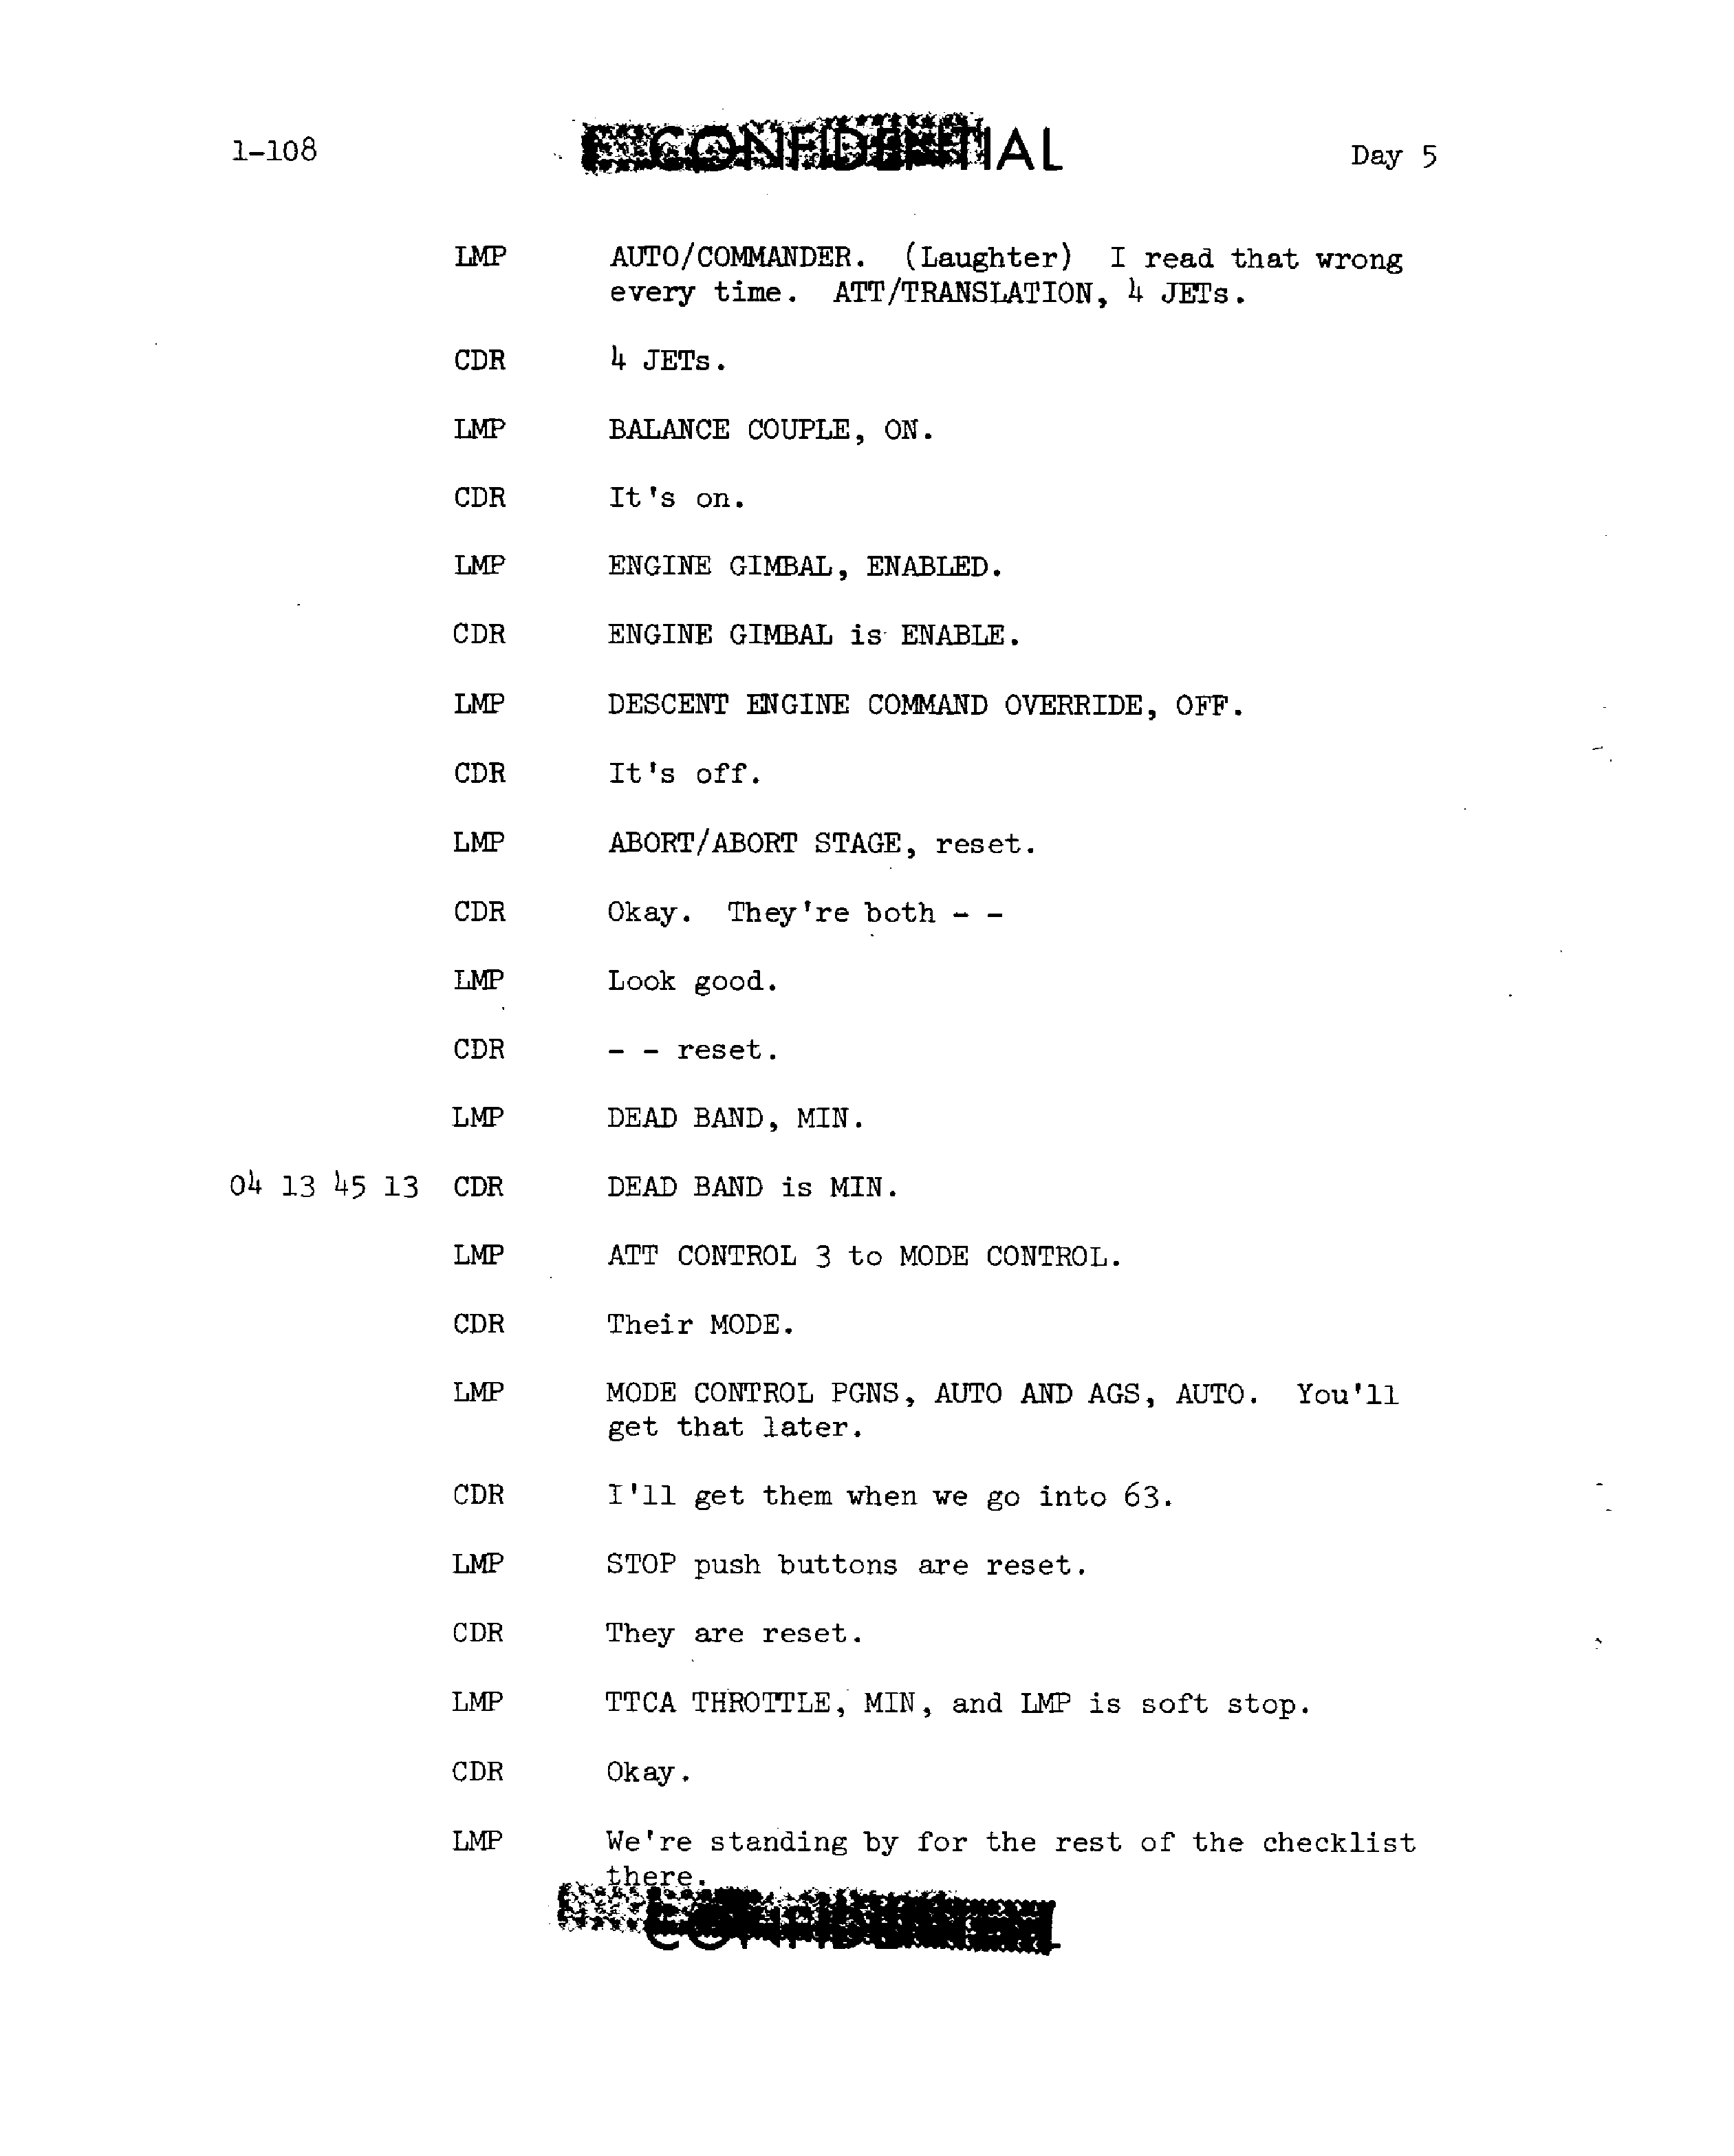 1-108
CONFIDENTIAL
Day 5
LMP AUTO/COMMANDER. (Laughter) I read that wrong
every time. ATT/TRANSLATION, 4 JETs.
CDR 4 JETs.
LMP BALANCE COUPLE, ON.
CDR It's on.
LMP ENGINE GIMBAL, ENABLED.
CDR ENGINE GIMBAL is ENABLE.
LMP DESCENT ENGINE COMMAND OVERRIDE, OFF.
CDR It's off.
LMP ABORT/ABORT STAGE, reset.
CDR Okay. They're both - -
LMP Look good.
CDR - - reset.
LMP DEAD BAND, MIN.
04 13 45 13 CDR DEAD BAND is MIN.
LMP ATT CONTROL 3 to MODE CONTROL.
CDR Their MODE.
LMP MODE CONTROL PGNS, AUTO AND AGS, AUTO. You'll
get that later.
CDR I'll get them when we go into 63.
LMP STOP push buttons are reset.
CDR They are reset.
LMP TTCA THROTTLE, MIN, and LMP is soft stop.
CDR Okay.
LMP We're standing by for the rest of the checklist
there.
CONFIDENTIAL